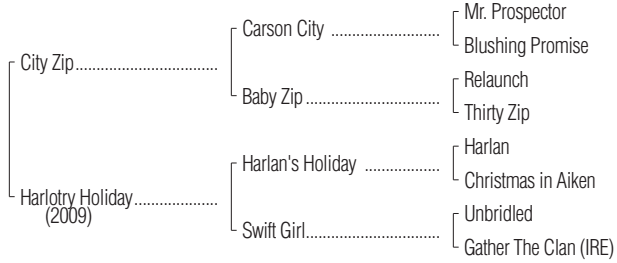 Mr. Prospector
Carson City ..............................
Blushing Promise
City Zip........................................
Relaunch
Baby Zip....................................
Thirty Zip
Harlan
Harlan's Holiday .....................
Christmas in Aiken
Harlotry Holiday.......................
(2009)
Unbridled
Swift Girl....................................
Gather The Clan (IRE)